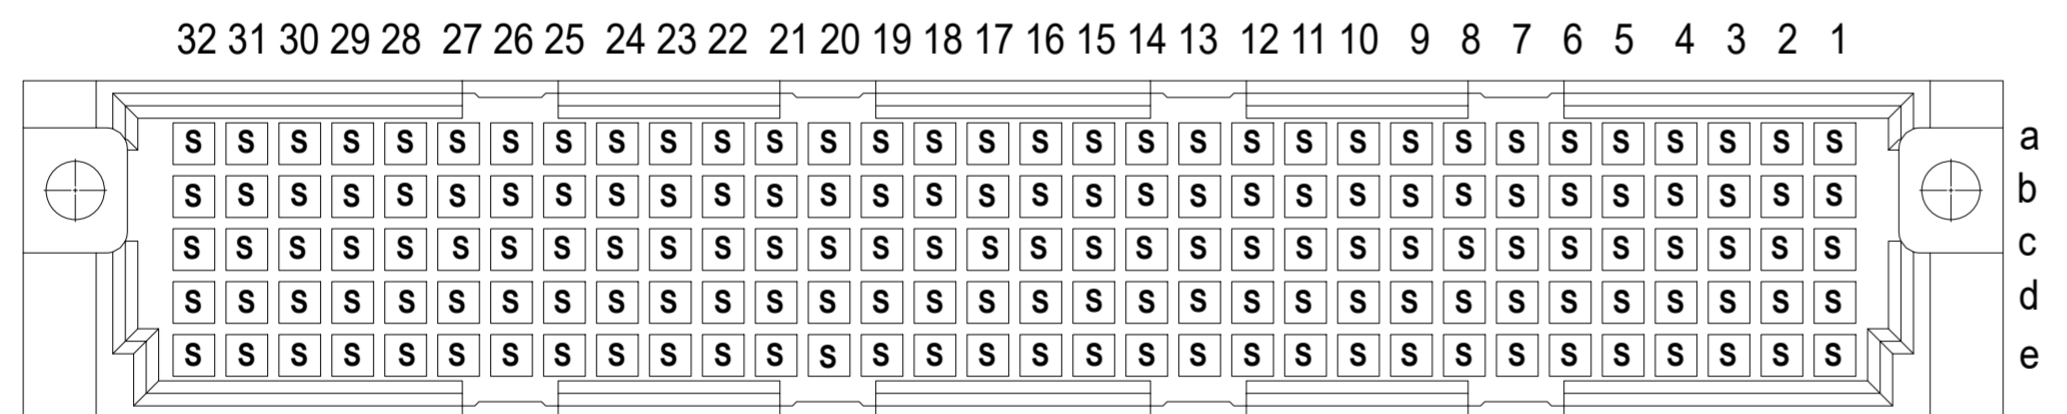 32 31 30 29 28 27 26 25 24 23 22 21 20 19 18 17 16 15 14 13 12 11 10 9 8 7 6 5 4 3 2 1
S S S S S S S S S S S S S S S S S S S S S S S S S S S S S S S S a
S S S S S S S S S S S S S S S S S S S S S S S S S S S S S S S S b
S S S S S S S S S S S S S S S S S S S S S S S S S S S S S S S S c
S S S S S S S S S S S S S S S S S S S S S S S S S S S S S S S S d
S S S S S S S S S S S S S S S S S S S S S S S S S S S S S S S S e